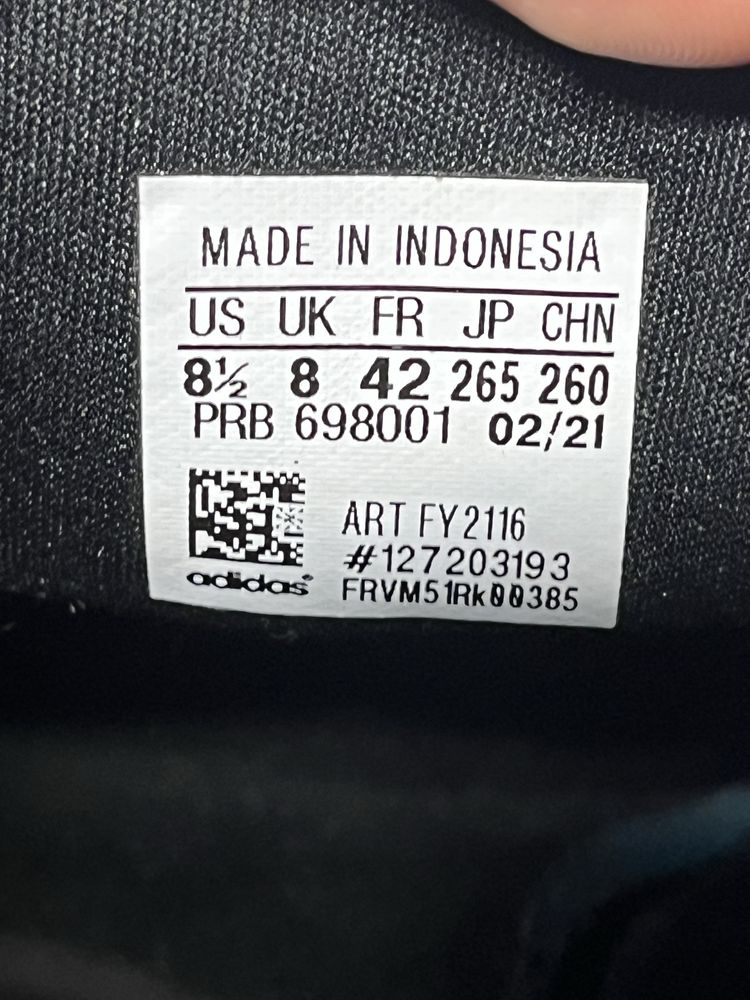 MADE IN INDONESIA
US UK FR JP CHN
8½ 8 42 265 260
PRB 698001 02/21
ART FY2116
#127203193
adidas
FRVM51Rk00385